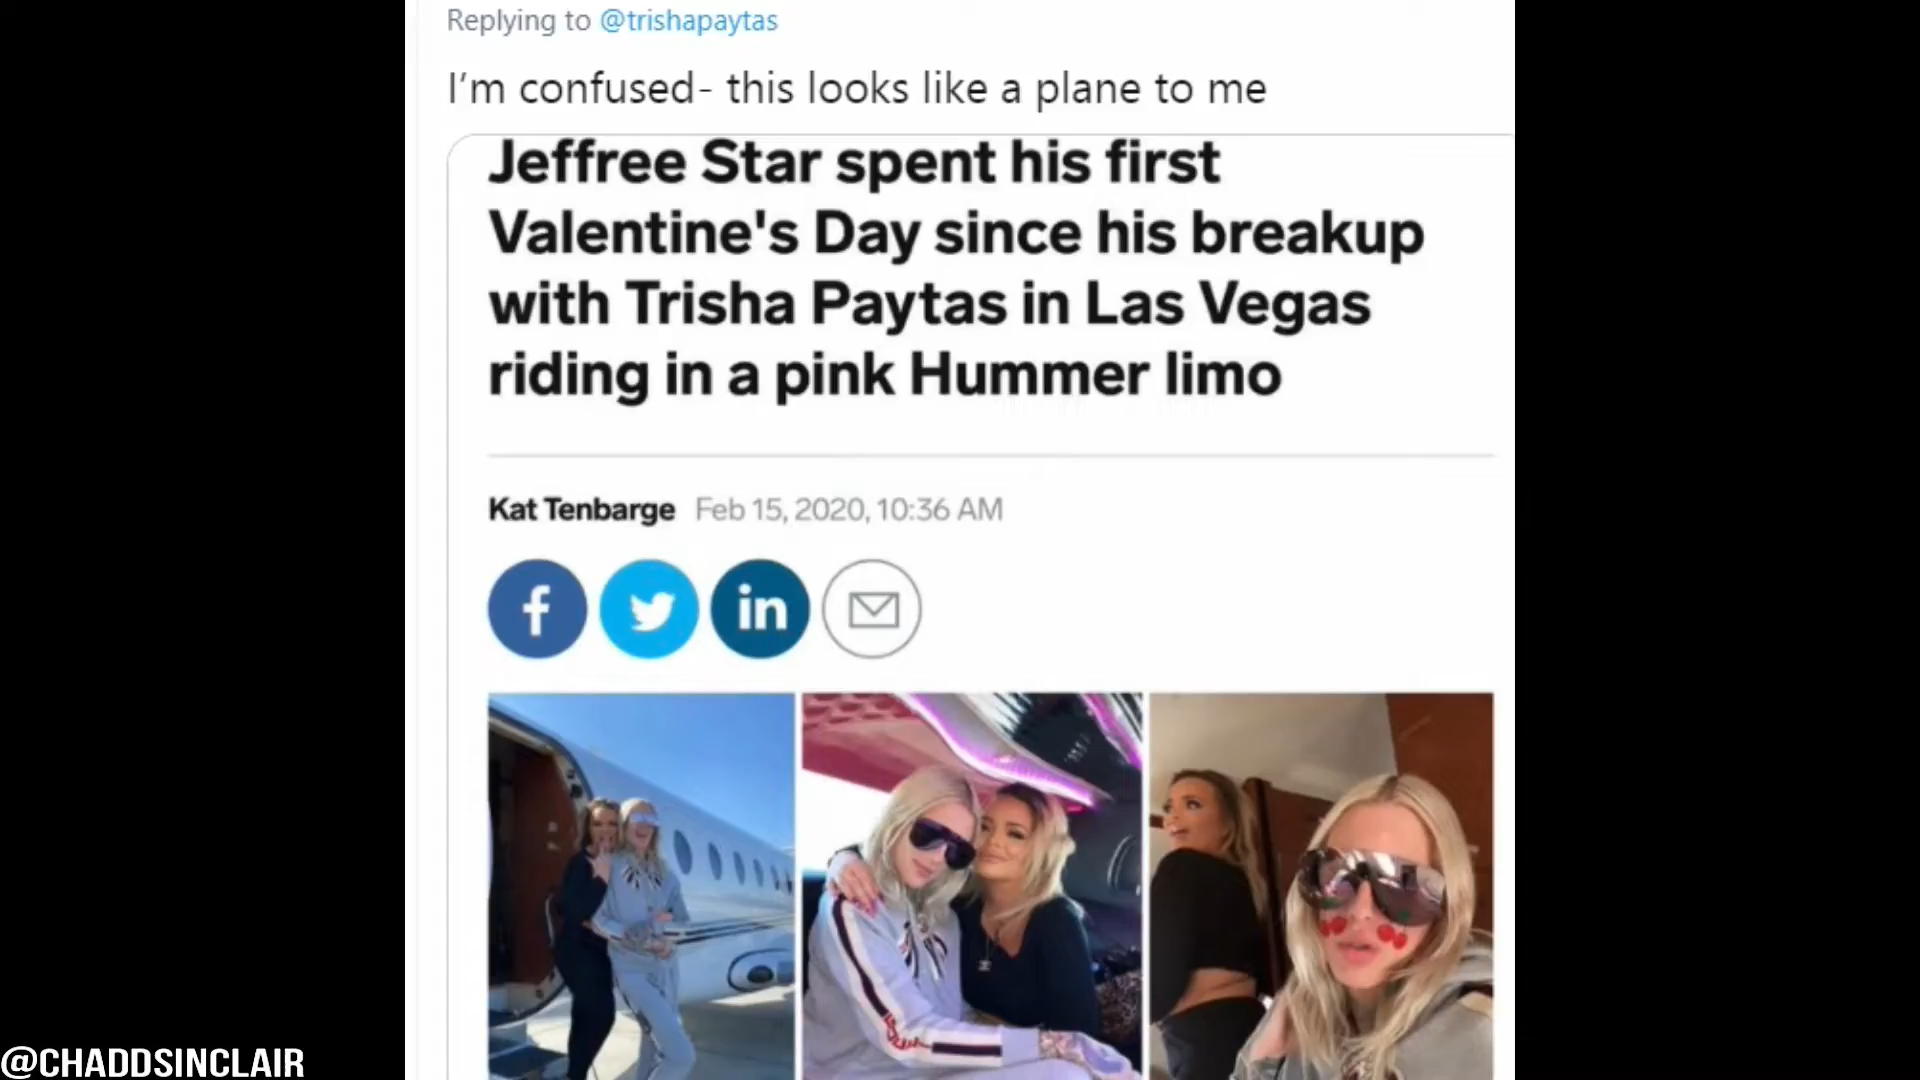 Replying to @trishapaytas
I'm confused- this looks like a plane to me
Jeffree Star spent his first
Valentine's Day since his breakup
with Trisha Paytas in Las Vegas
riding in a pink Hummer limo
Kat Tenbarge Feb 15, 2020, 10:36 AM
f
in
@CHADDSINCLAIR